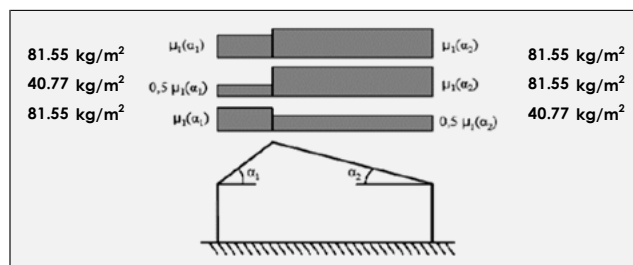 81.55 kg/m² μ₁(α₁) μ₁(α₂) 81.55 kg/m²
40.77 kg/m² 0,5 μ₁(α₁) μ₁(α₂) 81.55 kg/m²
81.55 kg/m² μ₁(α₁) 0,5 μ₁(α₂) 40.77 kg/m²
α₁ α₂